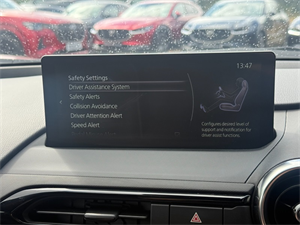 13:47
Safety Settings
Driver Assistance System
Safety Alerts
Collision Avoidance
Driver Attention Alert
Speed Alert
Configures desired level of
support and notification for
driver assist functions.